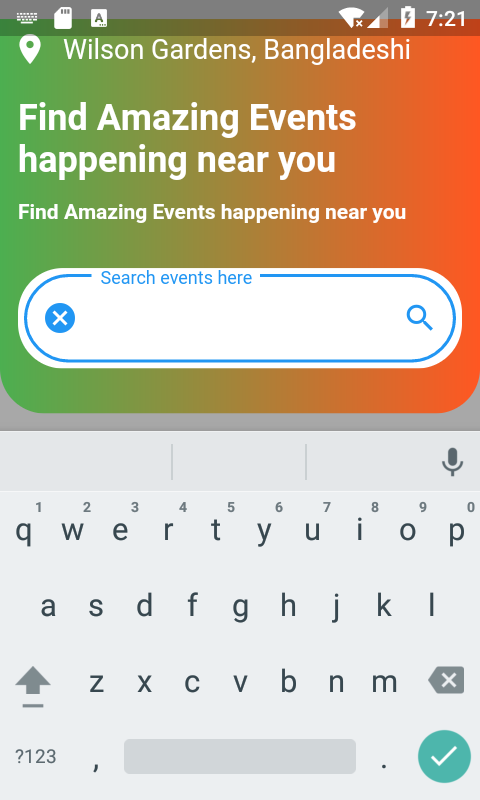 7:21
Wilson Gardens, Bangladeshi
Find Amazing Events
happening near you
Find Amazing Events happening near you
Search events here
1 2 3 4 5 6 7 8 9 0
q w e r t y u i o p
a s d f g h j k l
z x c v b n m
?123 , .